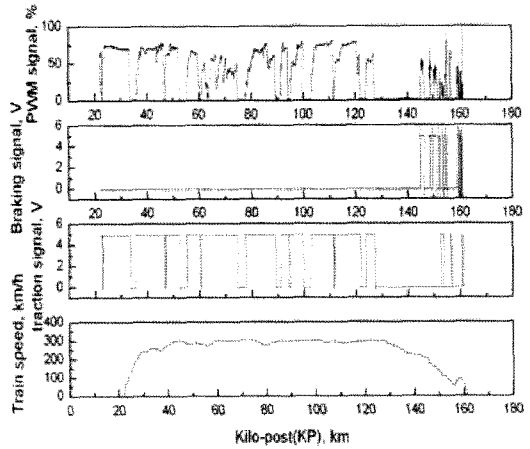 PWM signal, %
100
50
0
20 40 60 80 100 120 140 160 180
Braking signal, V
6
4
2
0
20 40 60 80 100 120 140 160 180
traction signal, V
6
4
2
0
20 40 60 80 100 120 140 160 180
Train speed, km/h
400
300
200
100
0
0 20 40 60 80 100 120 140 160 180
Kilo-post(KP), km